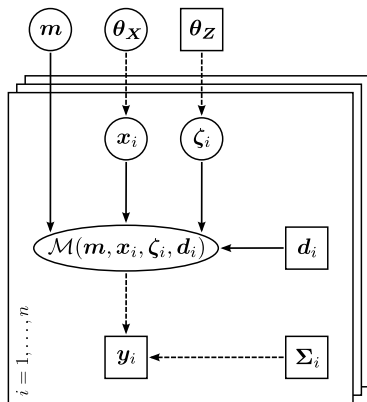 m θ_X θ_Z
x_i ζ_i
ℳ(m, x_i, ζ_i, d_i) d_i
y_i Σ_i
i = 1, . . . , n